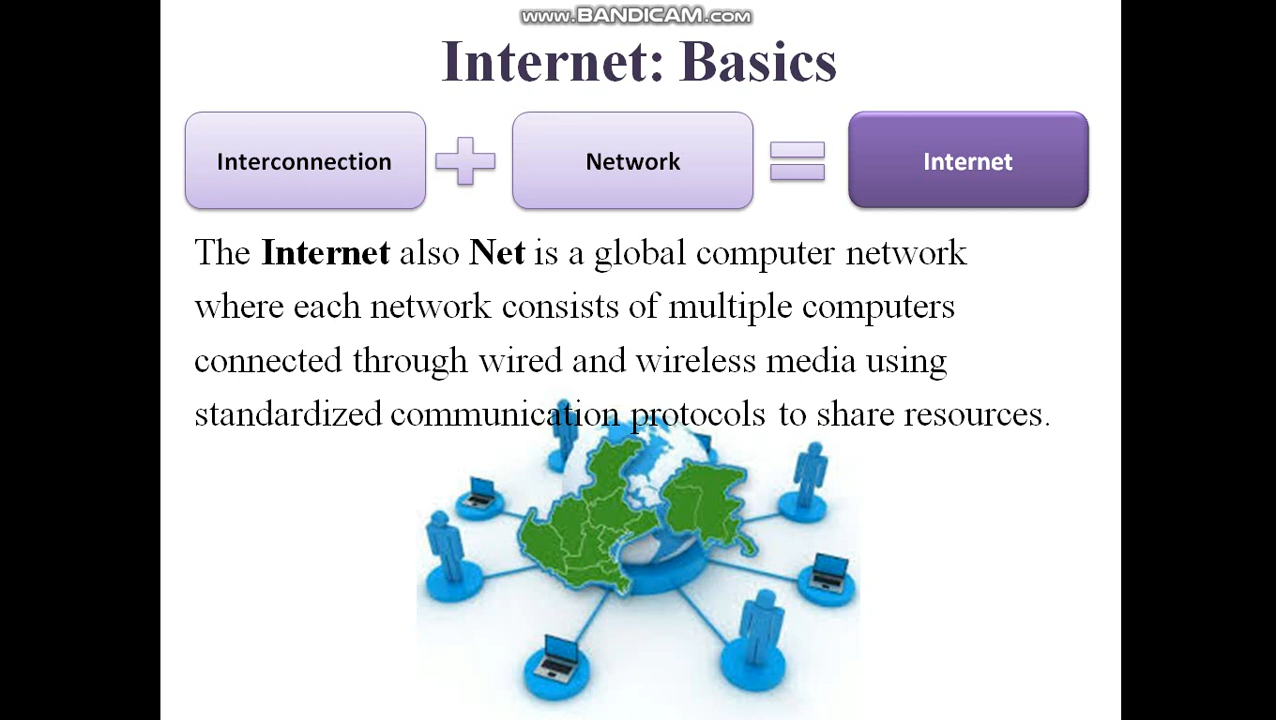 www.BANDICAM.com
Internet: Basics
Interconnection
Network
Internet
The Internet also Net is a global computer network
where each network consists of multiple computers
connected through wired and wireless media using
standardized communication protocols to share resources.